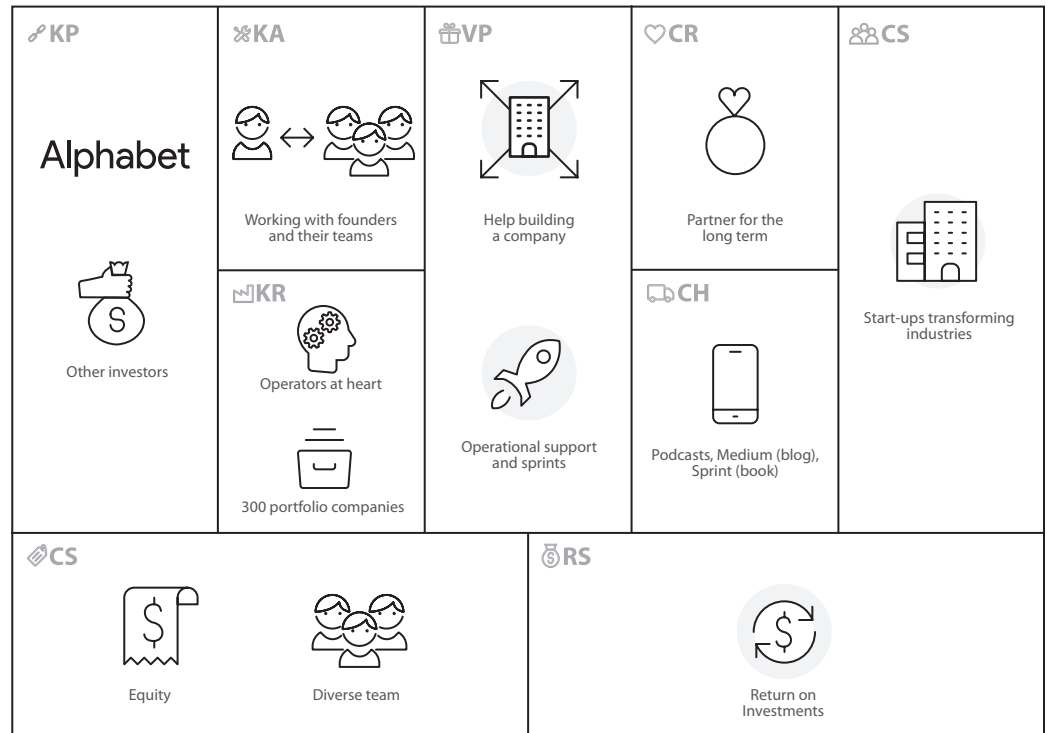 KP
Alphabet
Other investors
KA
Working with founders
and their teams
KR
Operators at heart
300 portfolio companies
VP
Help building
a company
Operational support
and sprints
CR
Partner for the
long term
CH
Podcasts, Medium (blog),
Sprint (book)
CS
Start-ups transforming
industries
CS
$
Equity
Diverse team
RS
$
Return on
Investments